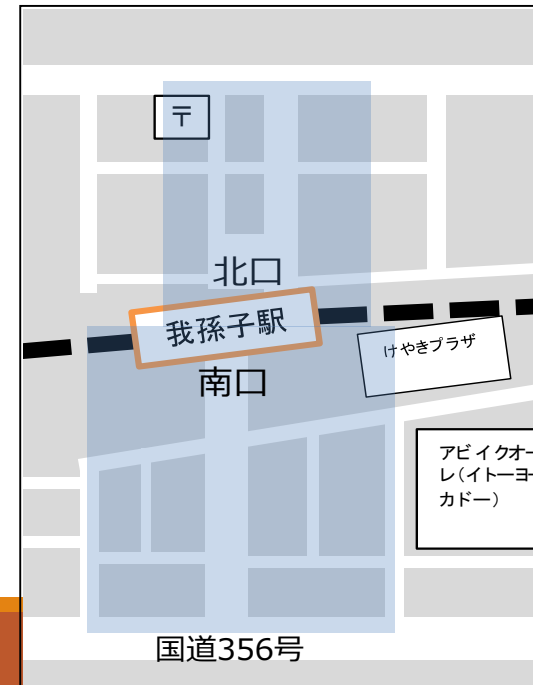 〒
北口
我孫子駅
けやきプラザ
南口
アビイクオー
レ（イトーヨー
カドー）
国道356号